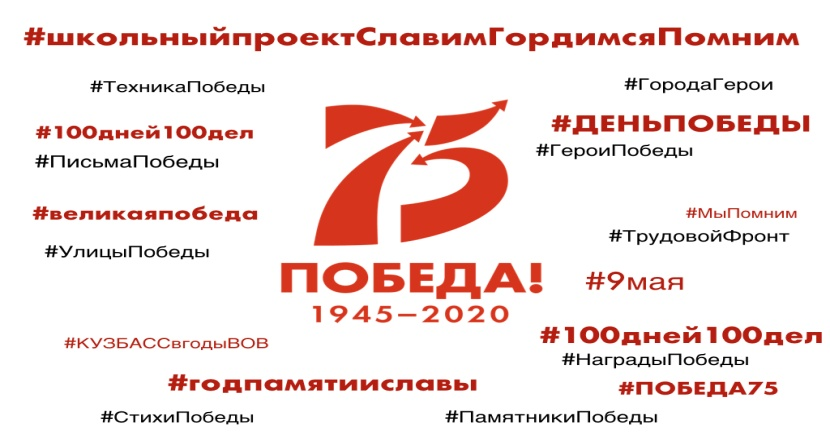 #школьныйпроектСлавимГордимсяПомним
#ТехникаПобеды
#ГородаГерои
#100дней100дел
#ДЕНЬПОБЕДЫ
#ПисьмаПобеды
#ГероиПобеды
75
#великаяпобеда
#МыПомним
#УлицыПобеды
#ТрудовойФронт
ПОБЕДА!
#9мая
1945–2020
#КУЗБАССвгодыВОВ
#100дней100дел
#НаградыПобеды
#годпамятииславы
#ПОБЕДА75
#СтихиПобеды
#ПамятникиПобеды